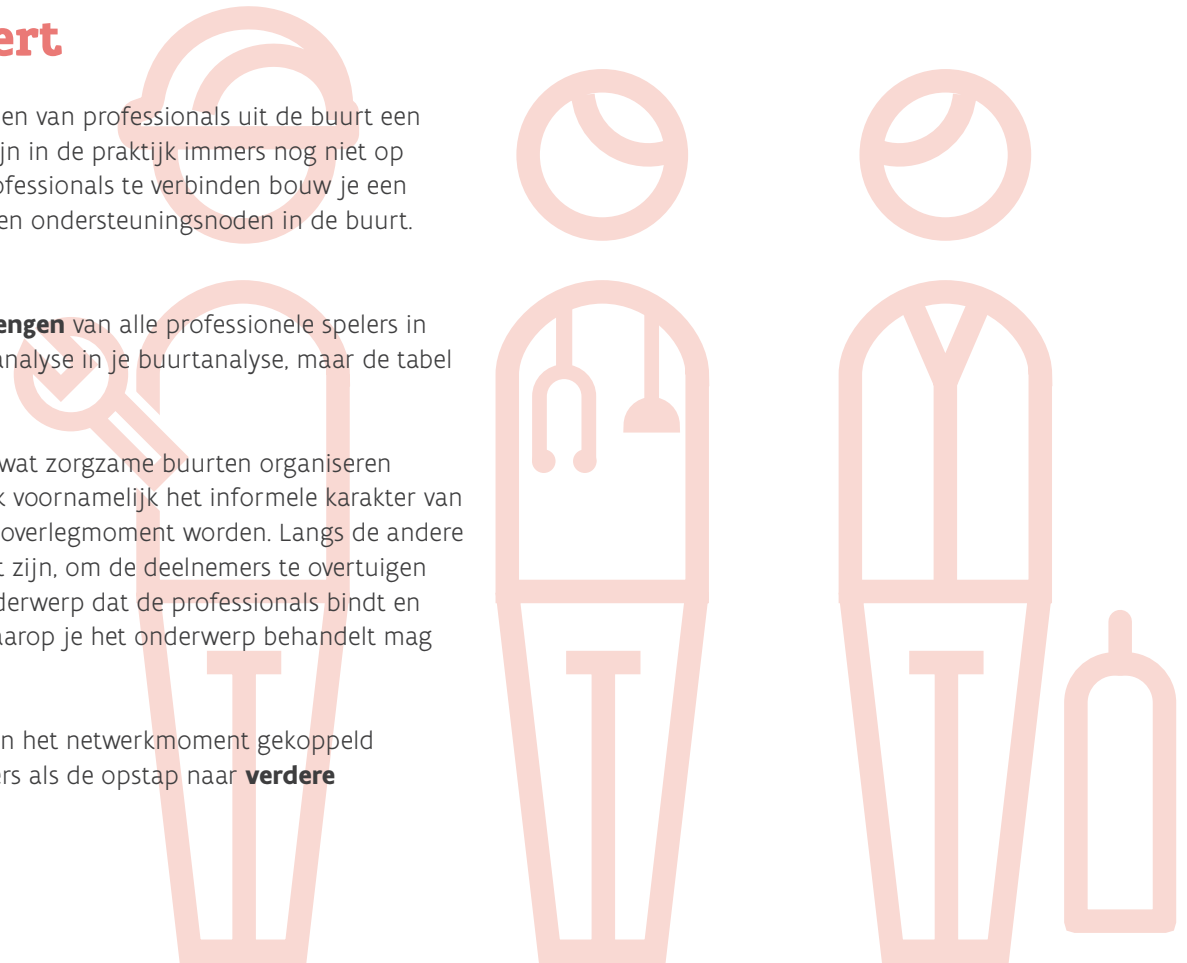 ert
en van professionals uit de buurt een
ijn in de praktijk immers nog niet op
ofessionals te verbinden bouw je een
en ondersteuningsnoden in de buurt.
engen van alle professionele spelers in
analyse in je buurtanalyse, maar de tabel
wat zorgzame buurten organiseren
k voornamelijk het informele karakter van
overlegmoment worden. Langs de andere
t zijn, om de deelnemers te overtuigen
derwerp dat de professionals bindt en
aarop je het onderwerp behandelt mag
n het netwerkmoment gekoppeld
ers als de opstap naar verdere